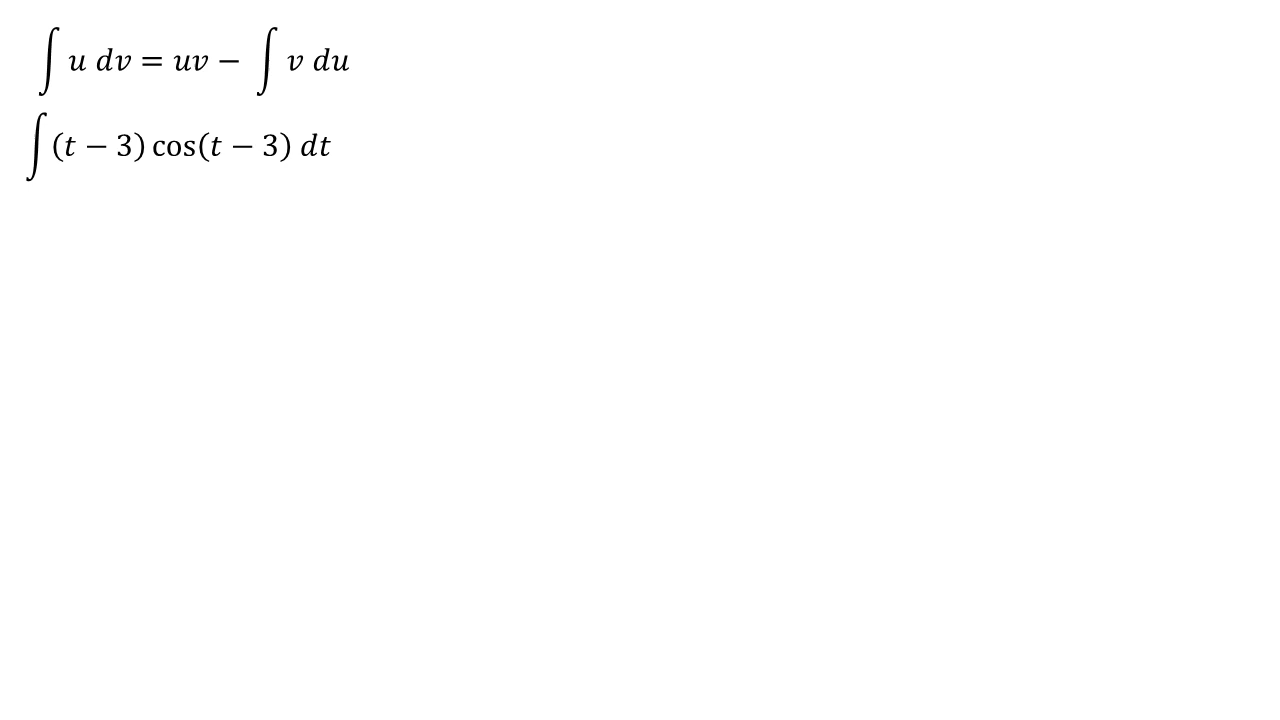 ∫ u dv = uv − ∫ v du
∫ (t − 3) cos(t − 3) dt